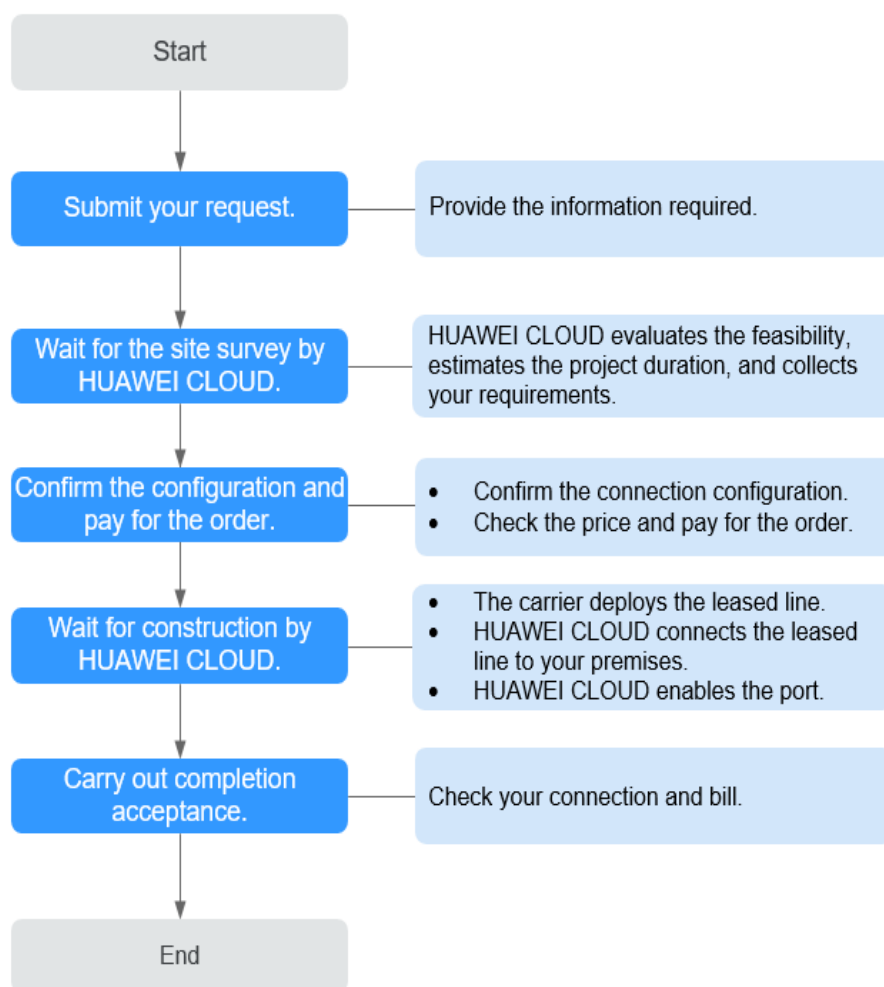 Start
Submit your request.
Provide the information required.
Wait for the site survey by
HUAWEI CLOUD.
HUAWEI CLOUD evaluates the feasibility,
estimates the project duration, and collects
your requirements.
Confirm the configuration and
pay for the order.
• Confirm the connection configuration.
• Check the price and pay for the order.
Wait for construction by
HUAWEI CLOUD.
• The carrier deploys the leased line.
• HUAWEI CLOUD connects the leased
line to your premises.
• HUAWEI CLOUD enables the port.
Carry out completion
acceptance.
Check your connection and bill.
End